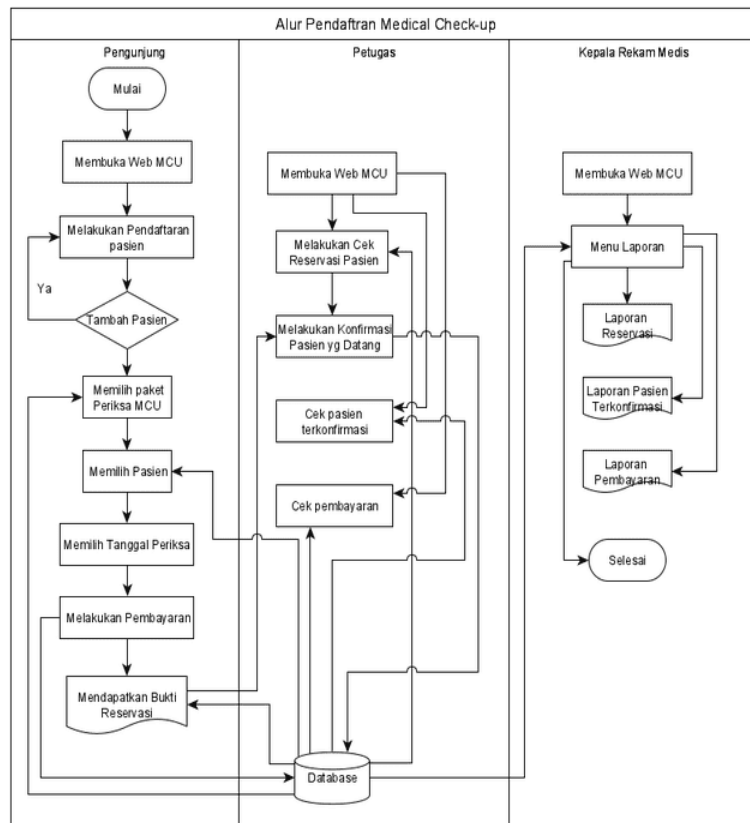 Alur Pendaftran Medical Check-up
Pengunjung
Petugas
Kepala Rekam Medis
Mulai
Membuka Web MCU
Melakukan Pendaftaran
pasien
Ya
Tambah Pasien
Memilih paket
Periksa MCU
Memilih Pasien
Memilih Tanggal Periksa
Melakukan Pembayaran
Mendapatkan Bukti
Reservasi
Membuka Web MCU
Melakukan Cek
Reservasi Pasien
Melakukan Konfirmasi
Pasien yg Datang
Cek pasien
terkonfirmasi
Cek pembayaran
Database
Membuka Web MCU
Menu Laporan
Laporan
Reservasi
Laporan Pasien
Terkonfirmasi
Laporan
Pembayaran
Selesai